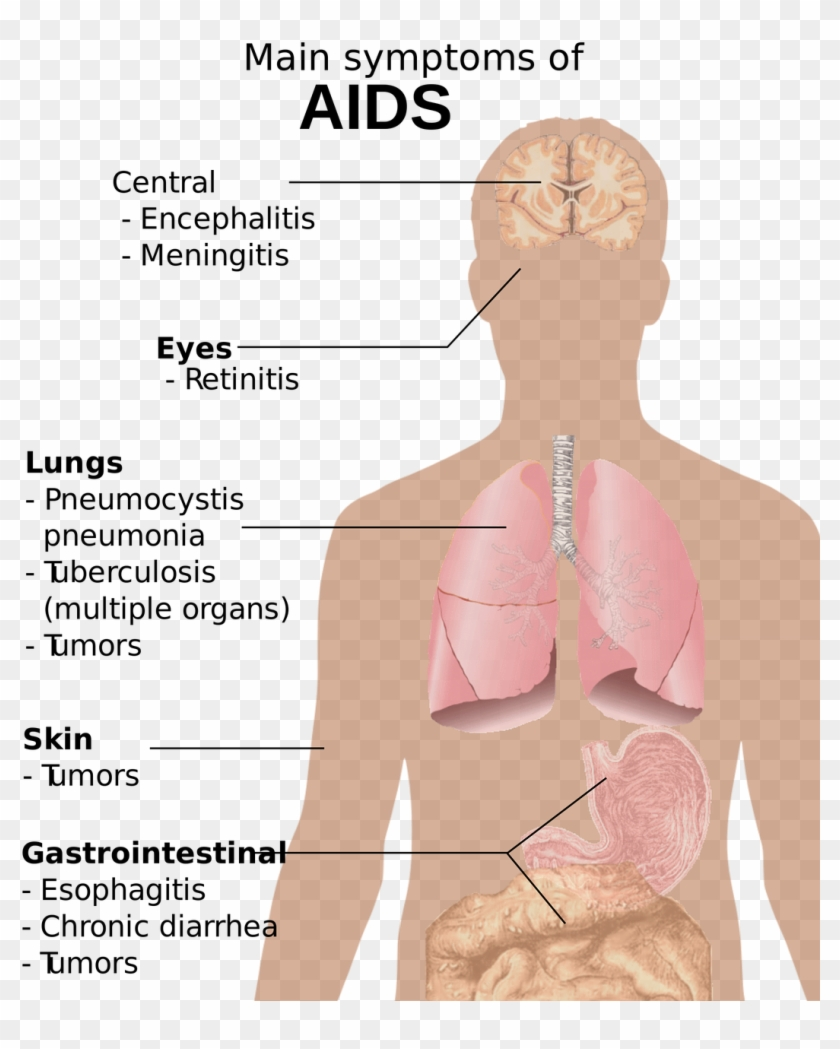 Main symptoms of
AIDS
Central
- Encephalitis
- Meningitis
Eyes
- Retinitis
Lungs
- Pneumocystis
pneumonia
- Tuberculosis
(multiple organs)
- Tumors
Skin
- Tumors
Gastrointestinal
- Esophagitis
- Chronic diarrhea
- Tumors